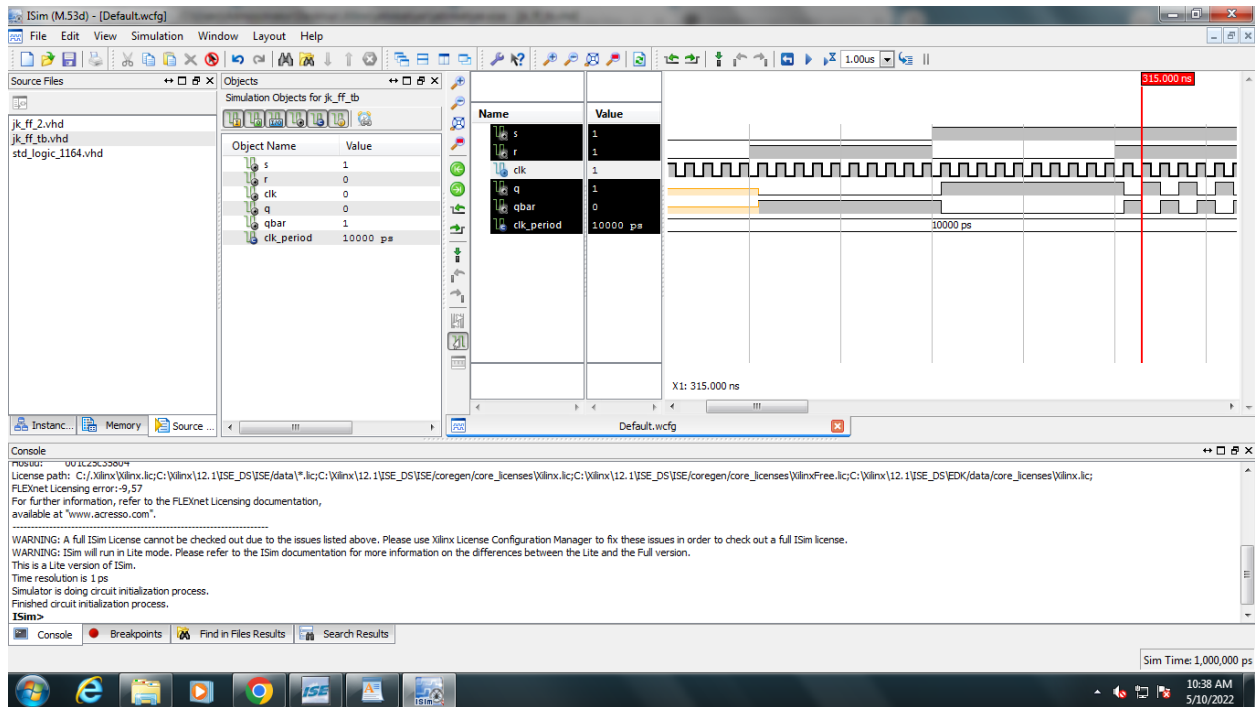 ISim (M.53d) - [Default.wcfg]
File Edit View Simulation Window Layout Help
1.00us
Source Files
jk_ff_2.vhd
jk_ff_tb.vhd
std_logic_1164.vhd
Instanc... Memory Source ...
Objects
Simulation Objects for jk_ff_tb
Object Name Value
s 1
r 0
clk 0
q 0
qbar 1
clk_period 10000 ps
Name Value
s 1
r 1
clk 1
q 1
qbar 0
clk_period 10000 ps
315.000 ns
10000 ps
X1: 315.000 ns
Default.wcfg
Console
Hostid: 001C25C35804
License path: C:/.Xilinx\Xilinx.lic;C:\Xilinx\12.1\ISE_DS\ISE/data\*.lic;C:\Xilinx\12.1\ISE_DS\ISE/coregen/core_licenses\Xilinx.lic;C:\Xilinx\12.1\ISE_DS\ISE/coregen/core_licenses\XilinxFree.lic;C:\Xilinx\12.1\ISE_DS\EDK/data/core_licenses\Xilinx.lic;
FLEXnet Licensing error:-9,57
For further information, refer to the FLEXnet Licensing documentation,
available at "www.acresso.com".
----------------------------------------------------------------------
WARNING: A full ISim License cannot be checked out due to the issues listed above. Please use Xilinx License Configuration Manager to fix these issues in order to check out a full ISim license.
WARNING: ISim will run in Lite mode. Please refer to the ISim documentation for more information on the differences between the Lite and the Full version.
This is a Lite version of ISim.
Time resolution is 1 ps
Simulator is doing circuit initialization process.
Finished circuit initialization process.
ISim>
Console Breakpoints Find in Files Results Search Results
Sim Time: 1,000,000 ps
ISE
ISim
10:38 AM
5/10/2022